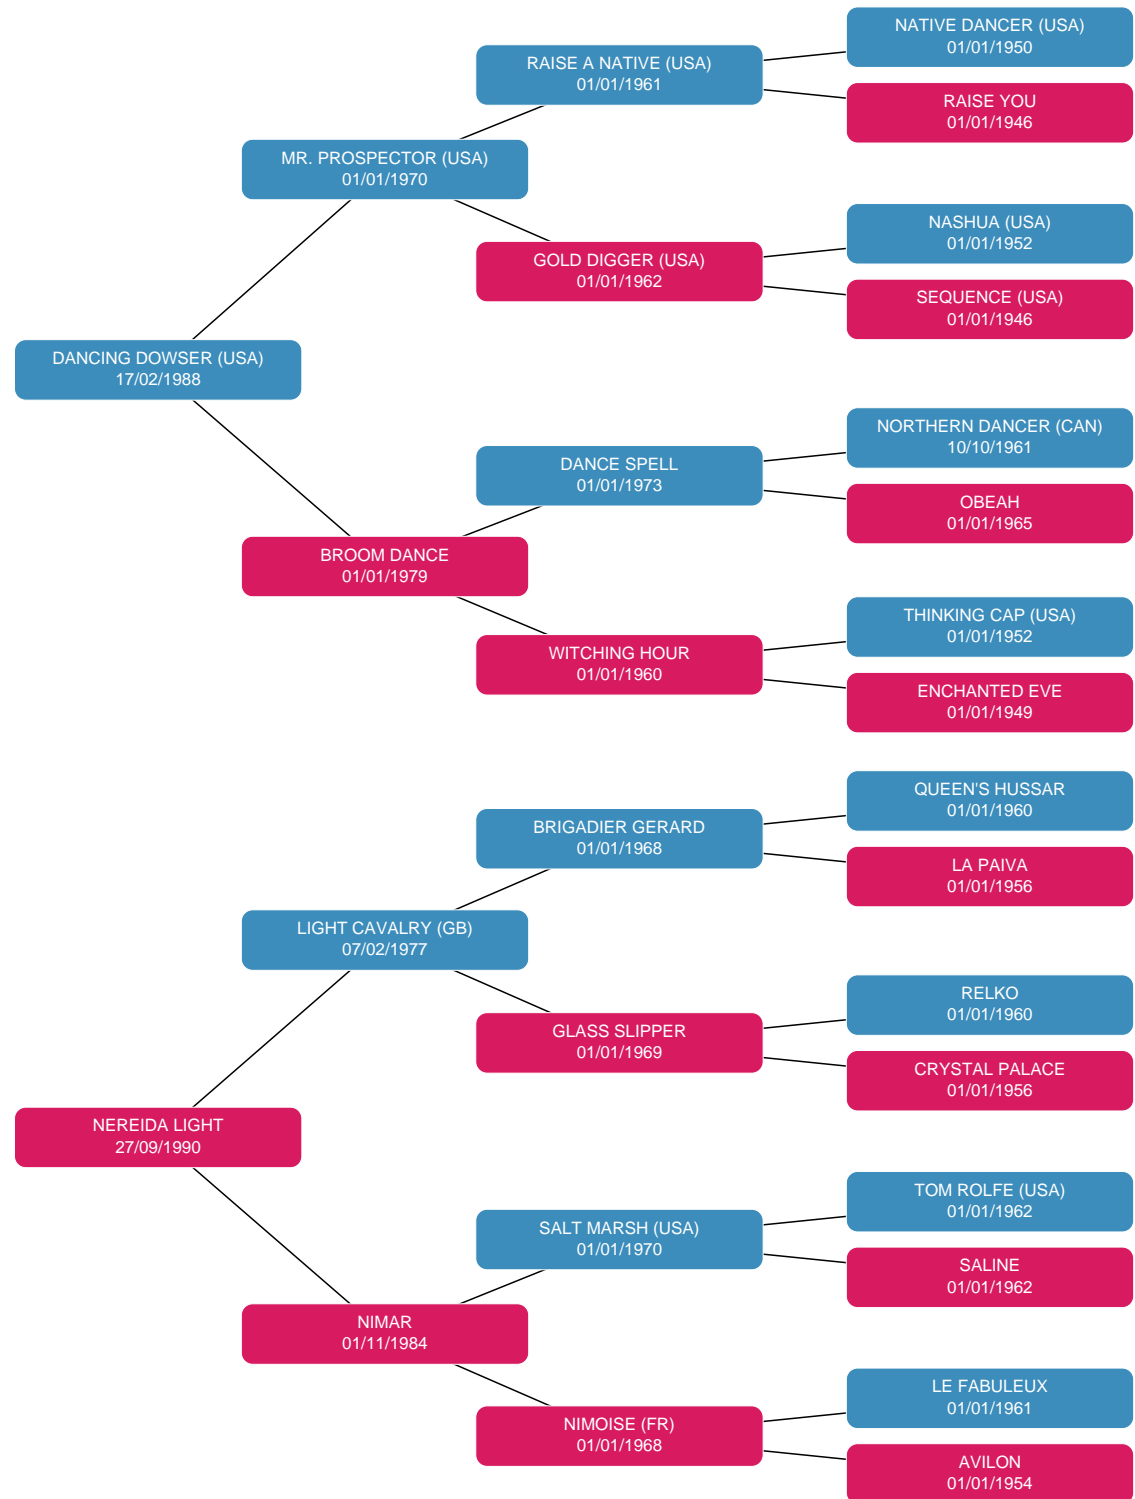 NATIVE DANCER (USA)
01/01/1950
RAISE A NATIVE (USA)
01/01/1961
RAISE YOU
01/01/1946
MR. PROSPECTOR (USA)
01/01/1970
NASHUA (USA)
01/01/1952
GOLD DIGGER (USA)
01/01/1962
SEQUENCE (USA)
01/01/1946
DANCING DOWSER (USA)
17/02/1988
NORTHERN DANCER (CAN)
10/10/1961
DANCE SPELL
01/01/1973
OBEAH
01/01/1965
BROOM DANCE
01/01/1979
THINKING CAP (USA)
01/01/1952
WITCHING HOUR
01/01/1960
ENCHANTED EVE
01/01/1949
QUEEN'S HUSSAR
01/01/1960
BRIGADIER GERARD
01/01/1968
LA PAIVA
01/01/1956
LIGHT CAVALRY (GB)
07/02/1977
RELKO
01/01/1960
GLASS SLIPPER
01/01/1969
CRYSTAL PALACE
01/01/1956
NEREIDA LIGHT
27/09/1990
TOM ROLFE (USA)
01/01/1962
SALT MARSH (USA)
01/01/1970
SALINE
01/01/1962
NIMAR
01/11/1984
LE FABULEUX
01/01/1961
NIMOISE (FR)
01/01/1968
AVILON
01/01/1954